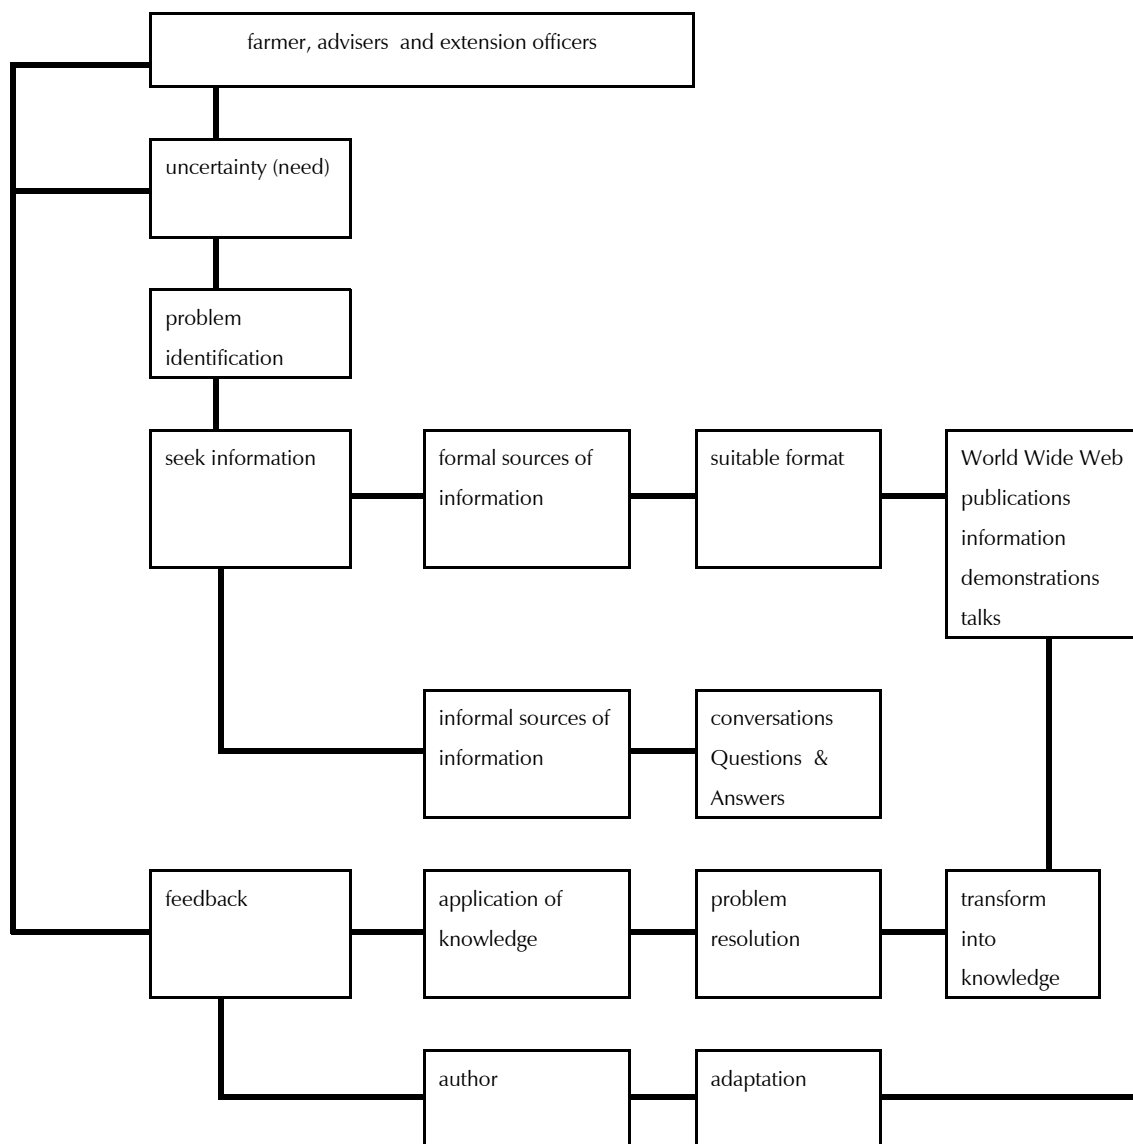 farmer, advisers  and extension officers
uncertainty (need)
problem
identification
seek information
formal sources of
information
suitable format
World Wide Web
publications
information
demonstrations
talks
informal sources of
information
conversations
Questions  &
Answers
feedback
application of
knowledge
problem
resolution
transform
into
knowledge
author
adaptation